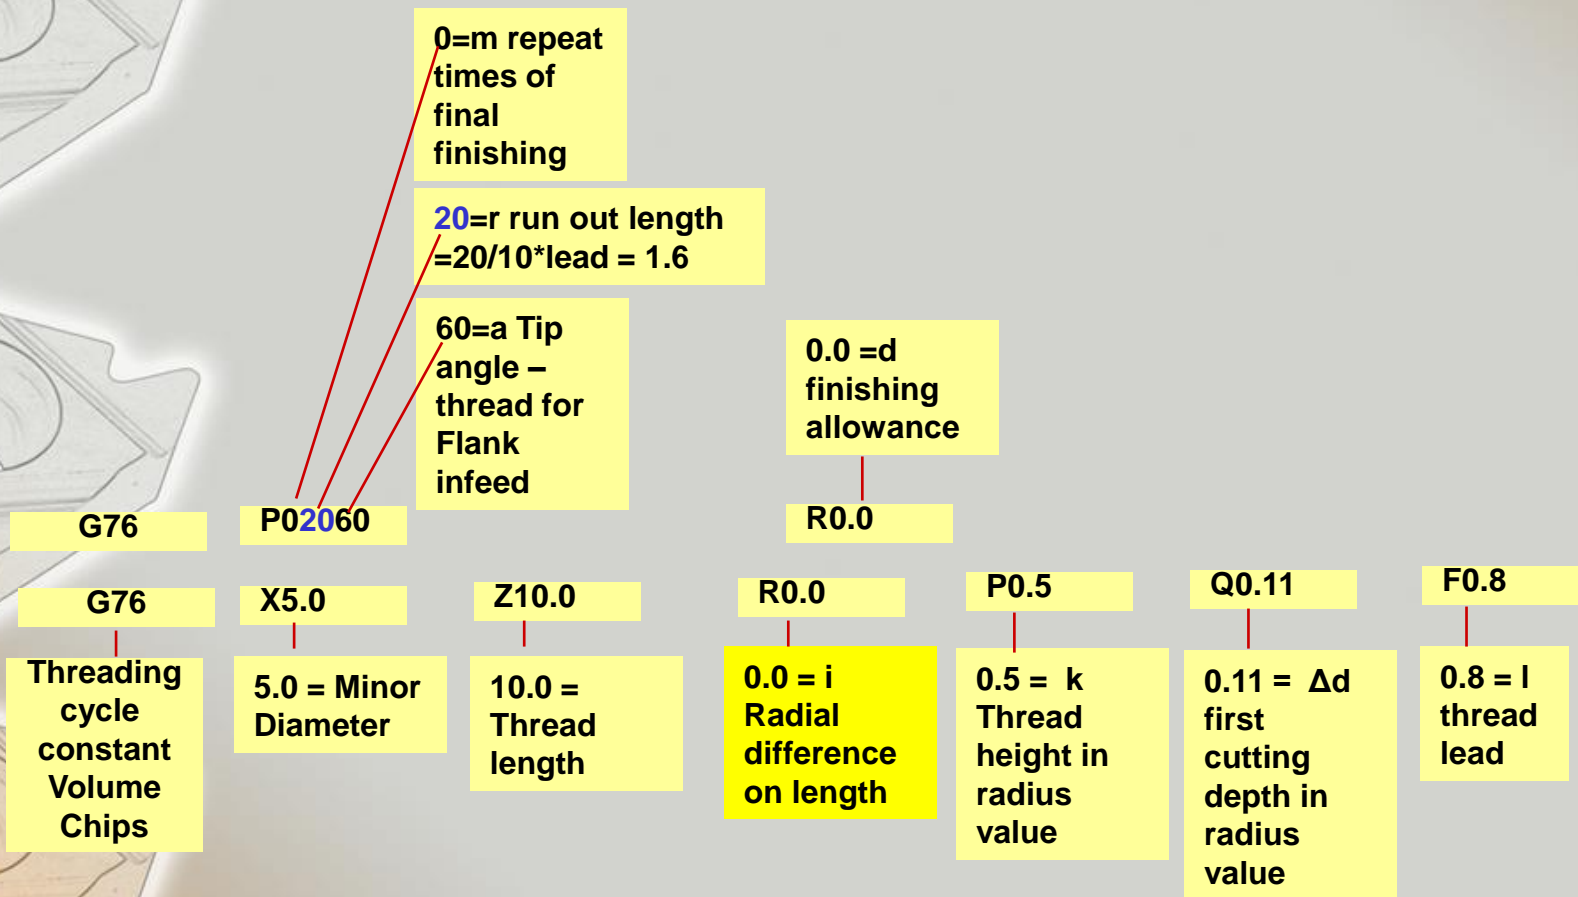 0=m repeat
times of
final
finishing
20=r run out length
=20/10*lead = 1.6
60=a Tip
angle –
thread for
Flank
infeed
0.0 =d
finishing
allowance
G76
P02060
R0.0
G76
X5.0
Z10.0
R0.0
P0.5
Q0.11
F0.8
Threading
cycle
constant
Volume
Chips
5.0 = Minor
Diameter
10.0 =
Thread
length
0.0 = i
Radial
difference
on length
0.5 = k
Thread
height in
radius
value
0.11 = Δd
first
cutting
depth in
radius
value
0.8 = l
thread
lead